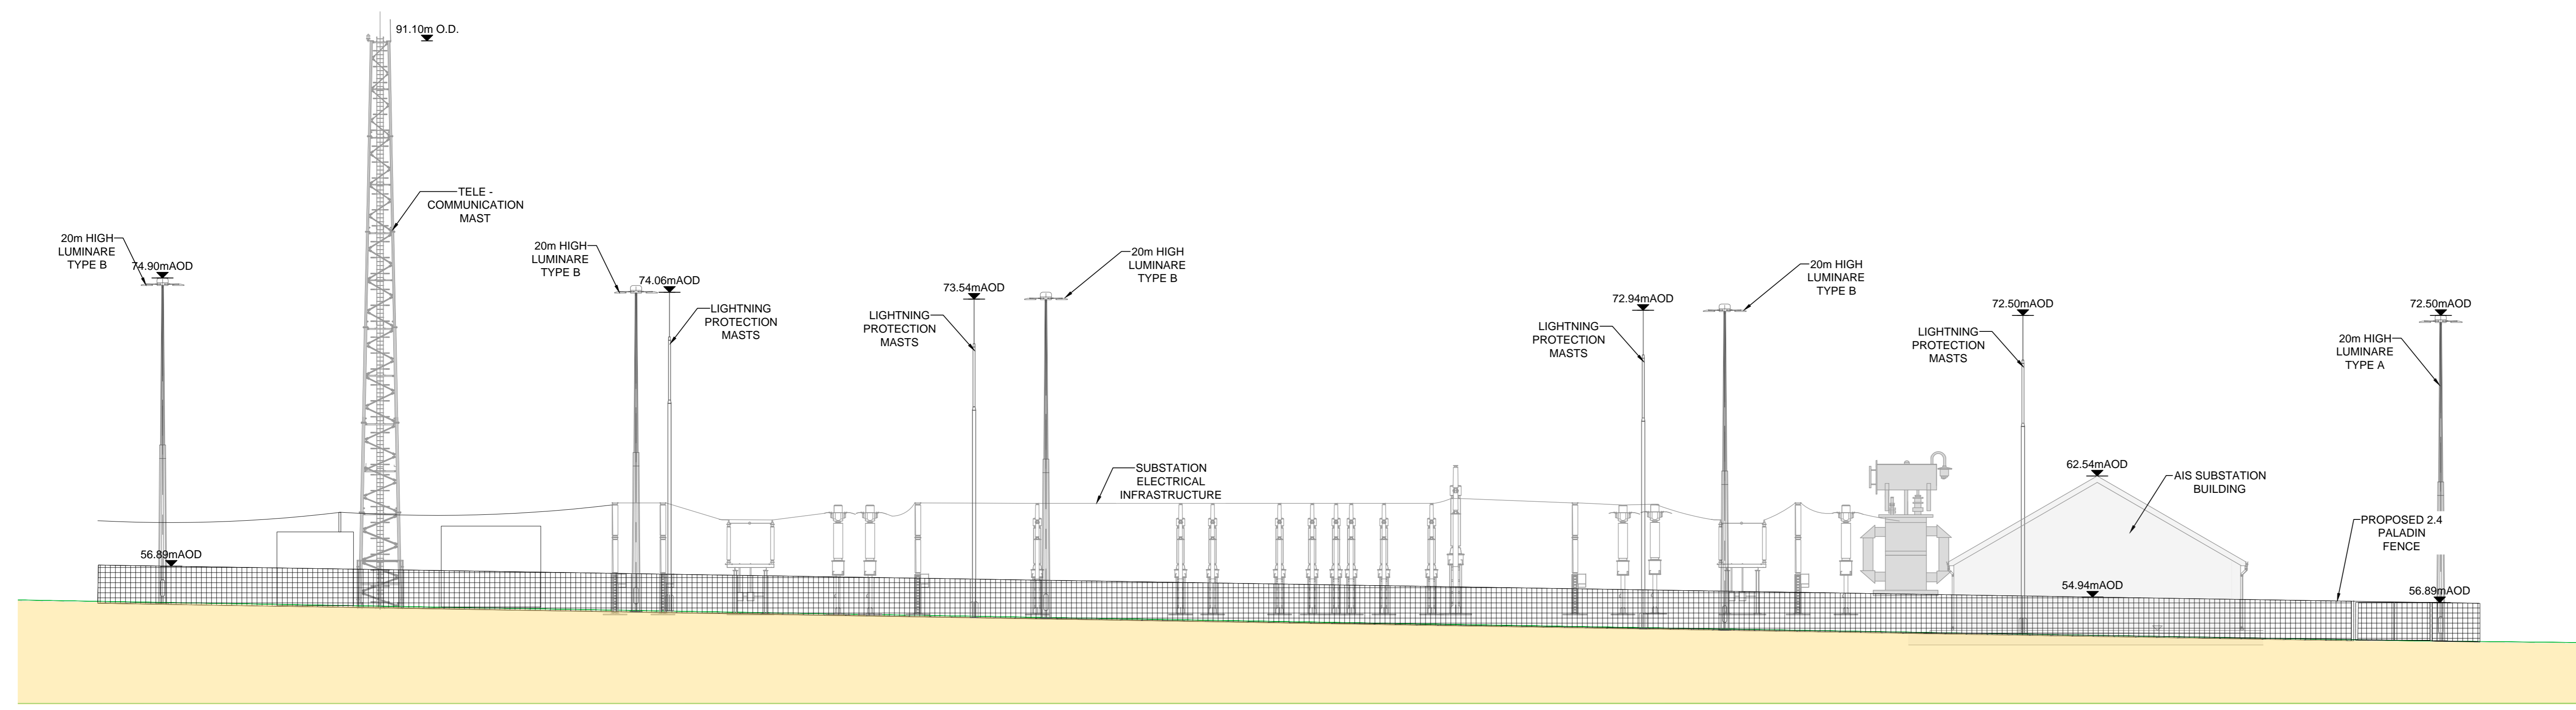 91.10m O.D.
TELE -
COMMUNICATION
MAST
20m HIGH
LUMINARE
TYPE B
74.90mAOD
20m HIGH
LUMINARE
TYPE B
74.06mAOD
LIGHTNING
PROTECTION
MASTS
73.54mAOD
LIGHTNING
PROTECTION
MASTS
20m HIGH
LUMINARE
TYPE B
72.94mAOD
LIGHTNING
PROTECTION
MASTS
20m HIGH
LUMINARE
TYPE B
72.50mAOD
LIGHTNING
PROTECTION
MASTS
72.50mAOD
20m HIGH
LUMINARE
TYPE A
SUBSTATION
ELECTRICAL
INFRASTRUCTURE
62.54mAOD
AIS SUBSTATION
BUILDING
PROPOSED 2.4
PALADIN
FENCE
56.89mAOD
54.94mAOD
56.89mAOD